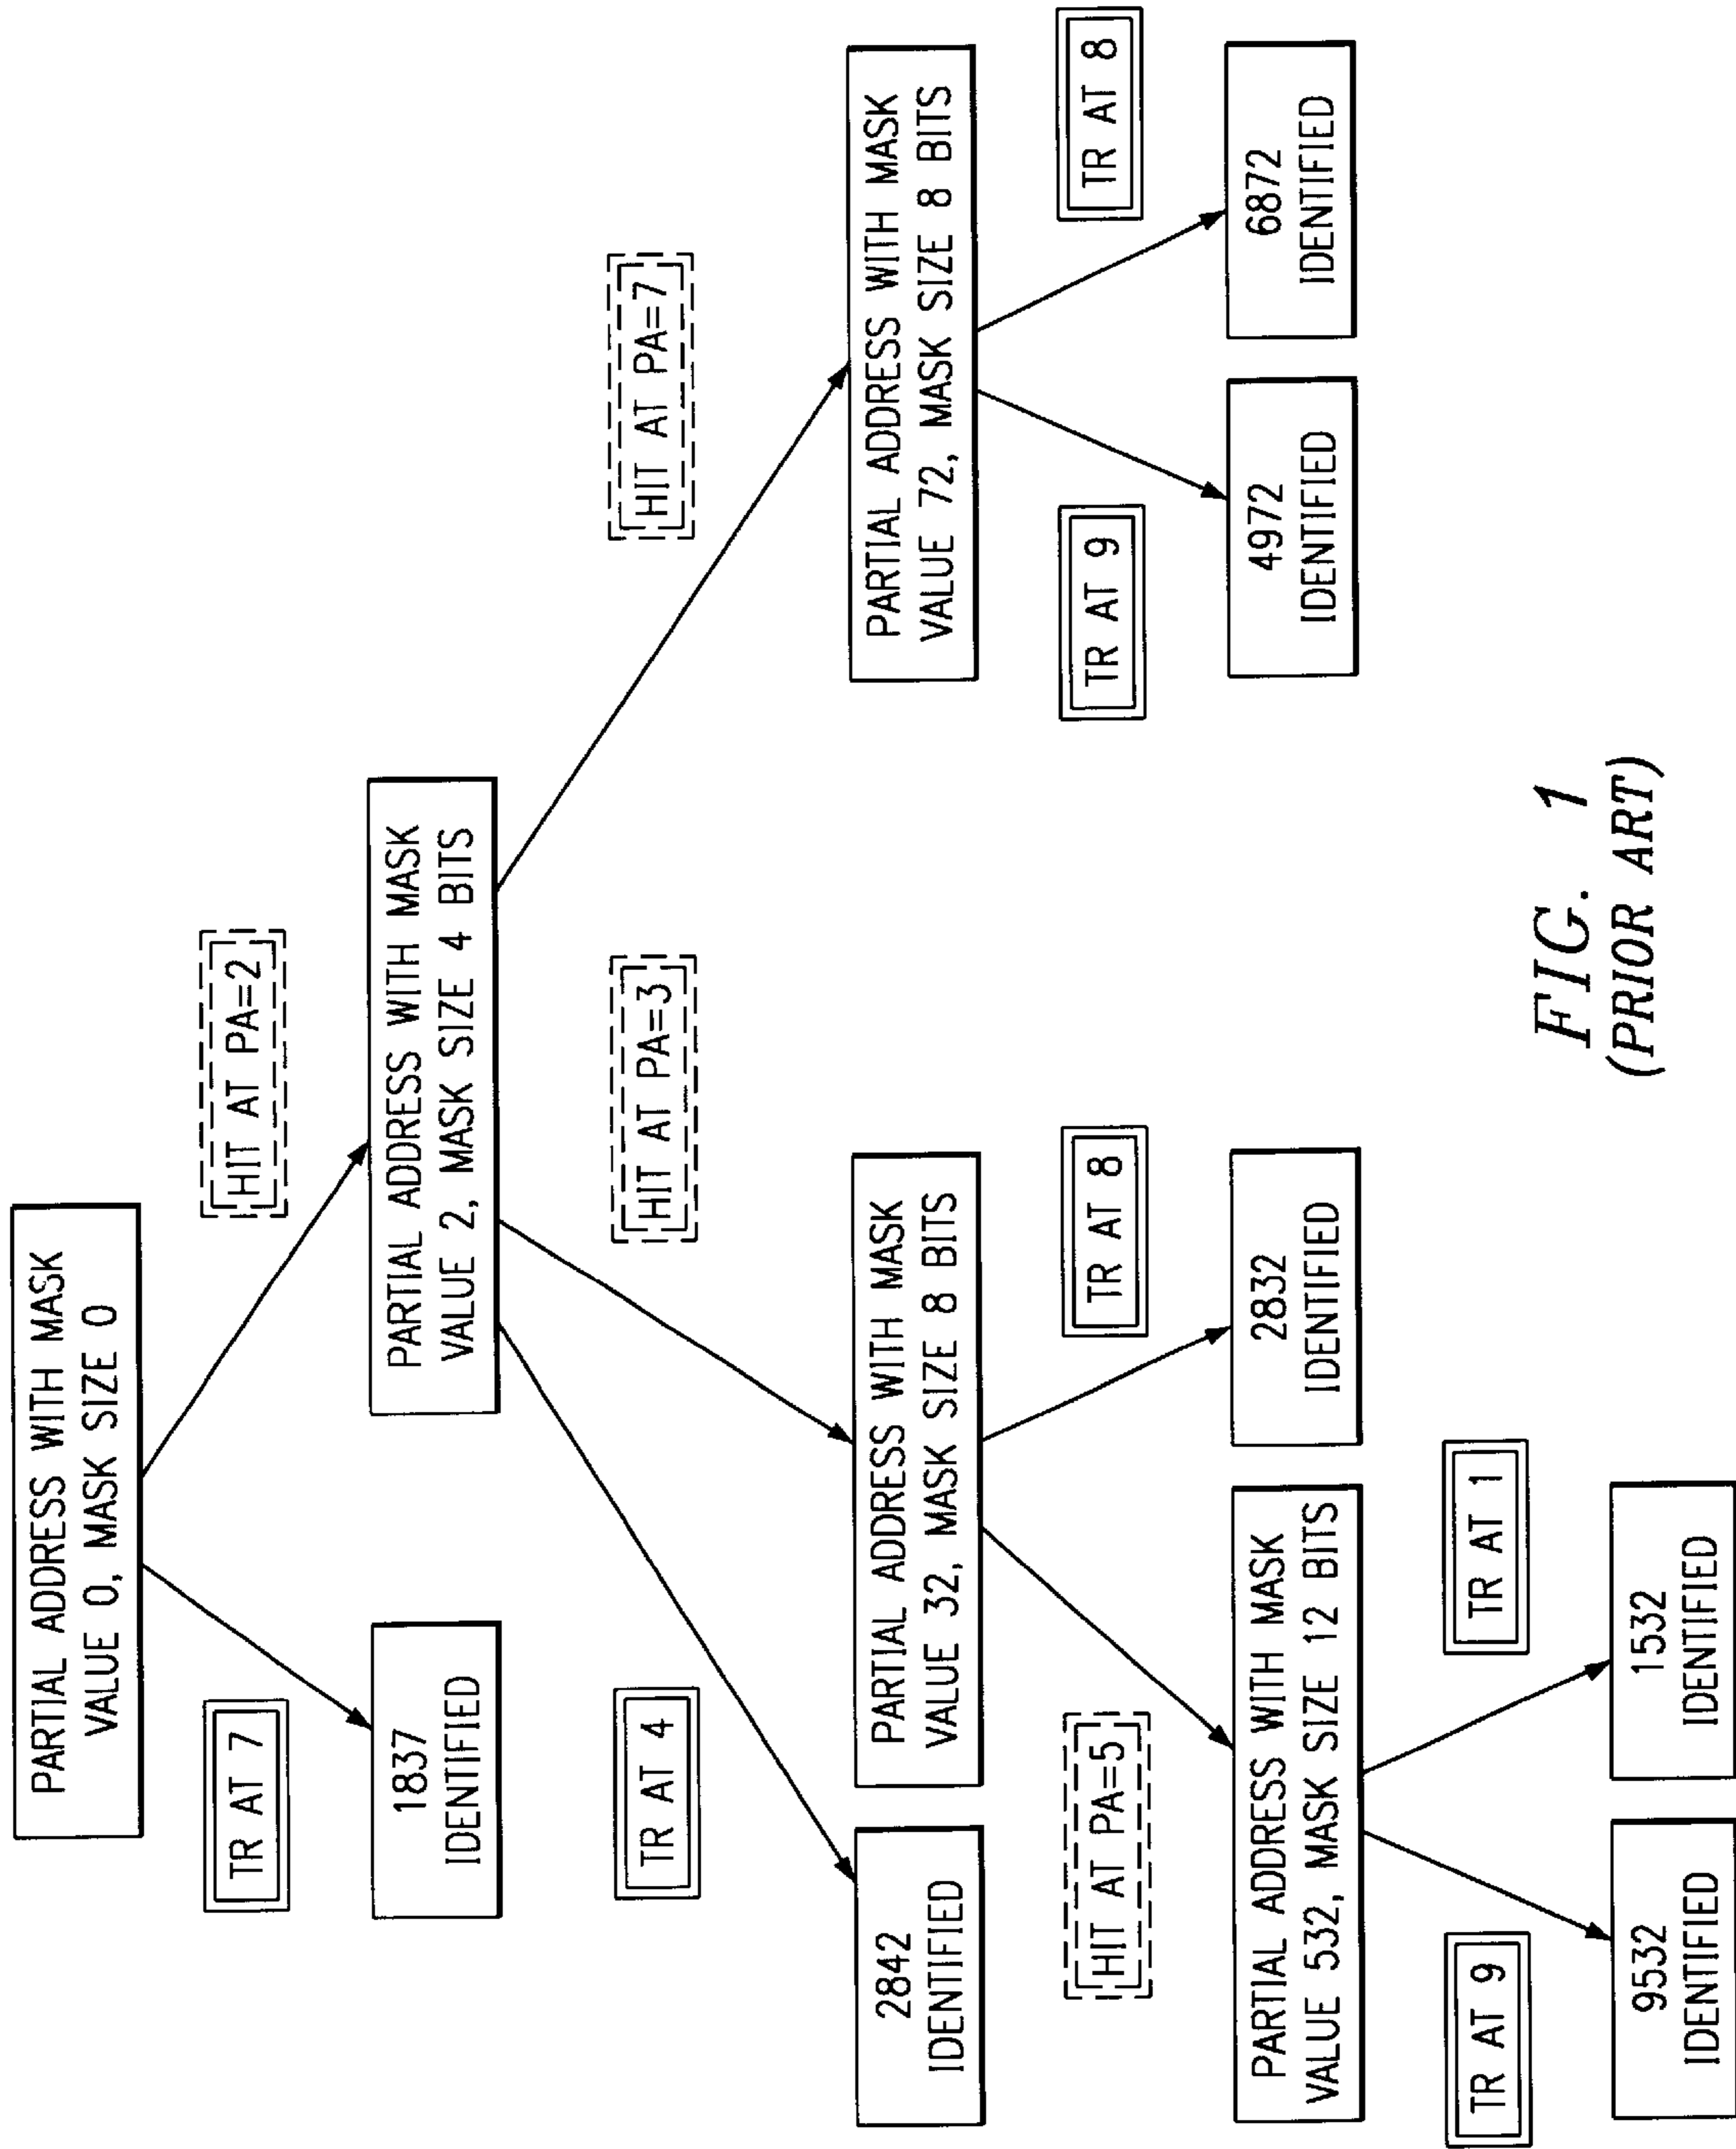 PARTIAL ADDRESS WITH MASK
VALUE 0, MASK SIZE 0
TR AT 7
HIT AT PA=2
1837
IDENTIFIED
PARTIAL ADDRESS WITH MASK
VALUE 2, MASK SIZE 4 BITS
TR AT 4
HIT AT PA=3
HIT AT PA=7
2842
IDENTIFIED
PARTIAL ADDRESS WITH MASK
VALUE 32, MASK SIZE 8 BITS
PARTIAL ADDRESS WITH MASK
VALUE 72, MASK SIZE 8 BITS
HIT AT PA=5
TR AT 8
TR AT 9
TR AT 8
PARTIAL ADDRESS WITH MASK
VALUE 532, MASK SIZE 12 BITS
2832
IDENTIFIED
4972
IDENTIFIED
6872
IDENTIFIED
TR AT 9
TR AT 1
9532
IDENTIFIED
1532
IDENTIFIED
FIG. 1
(PRIOR ART)